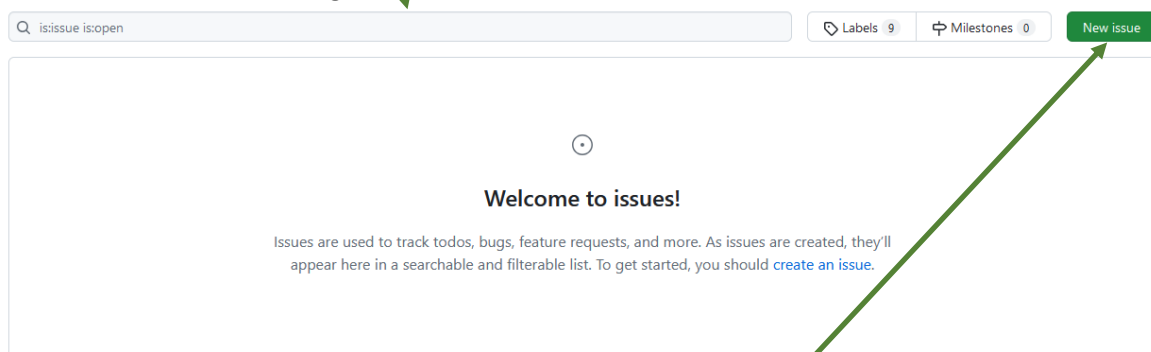 is:issue is:open
Labels 9
Milestones 0
New issue
Welcome to issues!
Issues are used to track todos, bugs, feature requests, and more. As issues are created, they'll
appear here in a searchable and filterable list. To get started, you should create an issue.